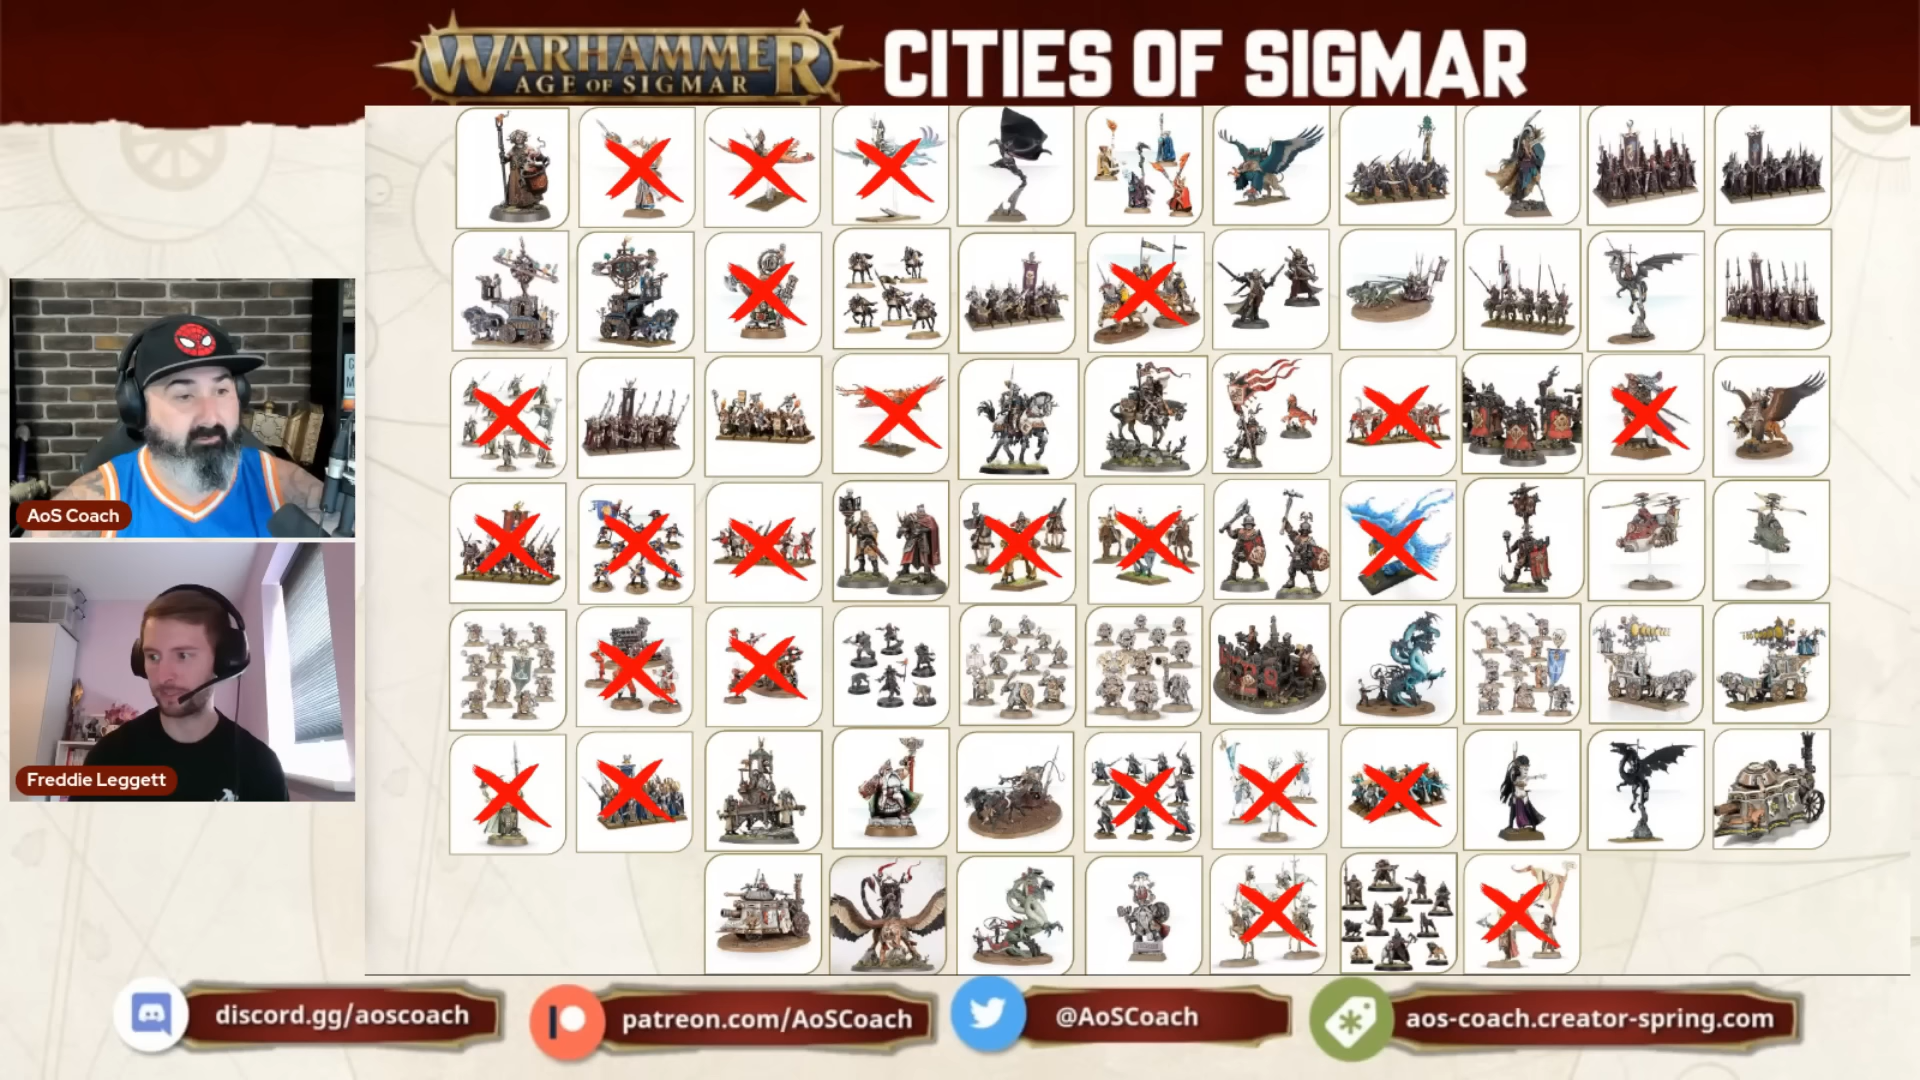 WARHAMMER
AGE OF SIGMAR
CITIES OF SIGMAR
AoS Coach
Freddie Leggett
discord.gg/aoscoach
patreon.com/AoSCoach
@AoSCoach
aos-coach.creator-spring.com